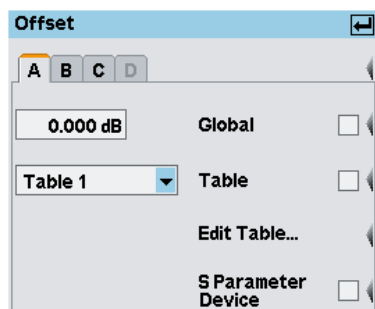 Offset
A B C D
0.000 dB Global
Table 1 Table
Edit Table...
S Parameter
Device